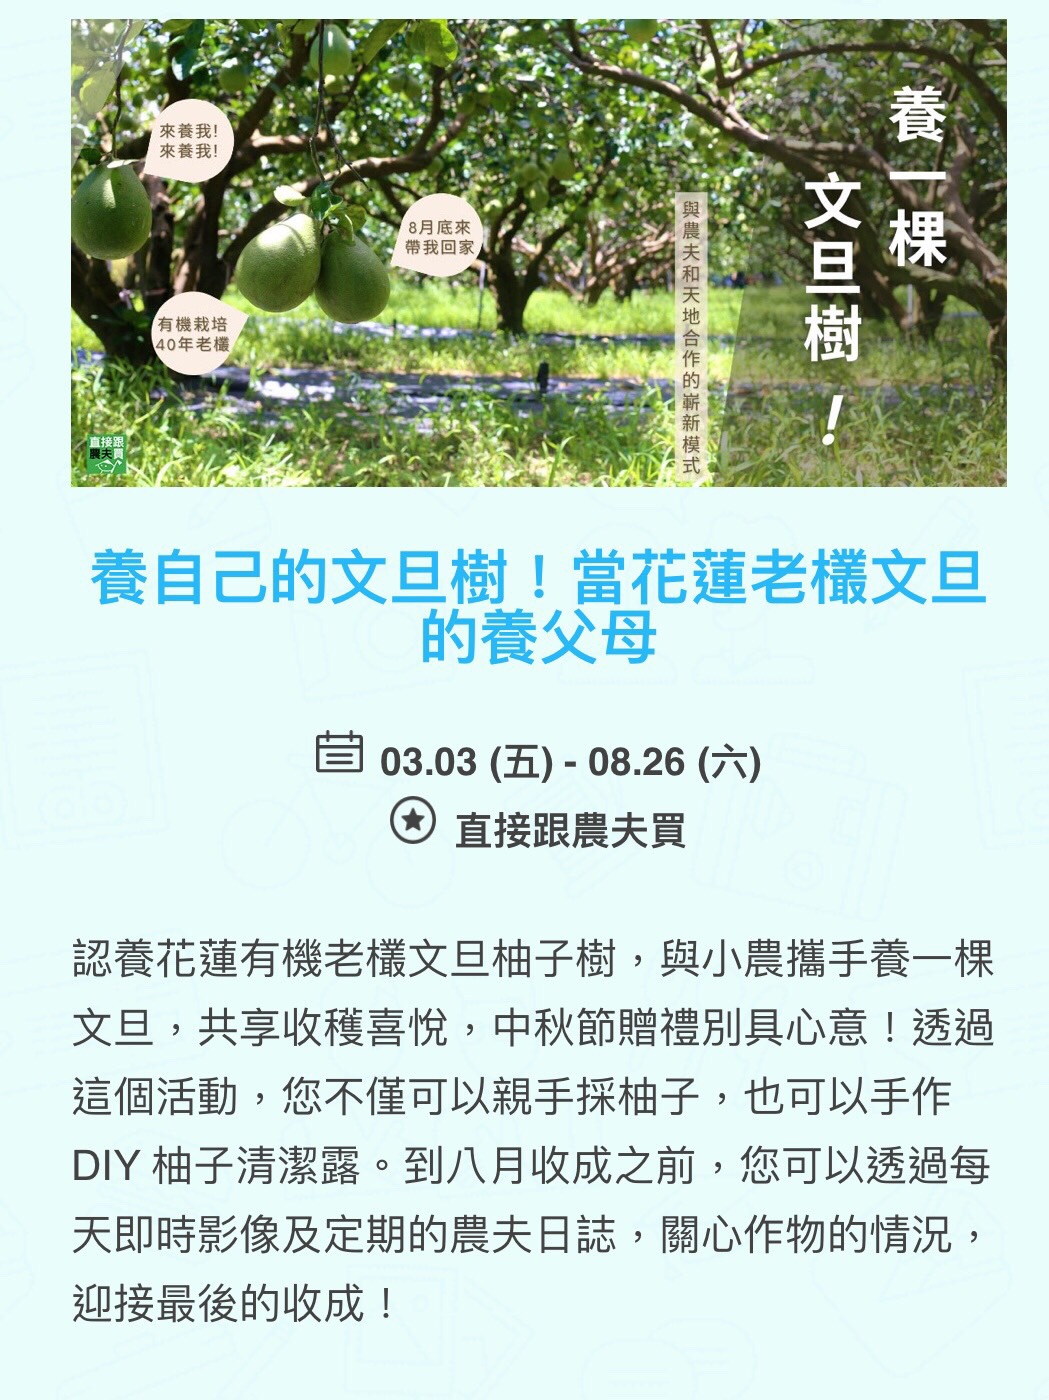 養一棵
文旦樹！
與農夫和天地合作的嶄新模式
來養我!
來養我!
8月底來
帶我回家
有機栽培
40年老欉
直接跟
農夫買
養自己的文旦樹！當花蓮老欉文旦
的養父母
03.03 (五) - 08.26 (六)
直接跟農夫買
認養花蓮有機老欉文旦柚子樹，與小農攜手養一棵
文旦，共享收穫喜悅，中秋節贈禮別具心意！透過
這個活動，您不僅可以親手採柚子，也可以手作
DIY 柚子清潔露。到八月收成之前，您可以透過每
天即時影像及定期的農夫日誌，關心作物的情況，
迎接最後的收成！